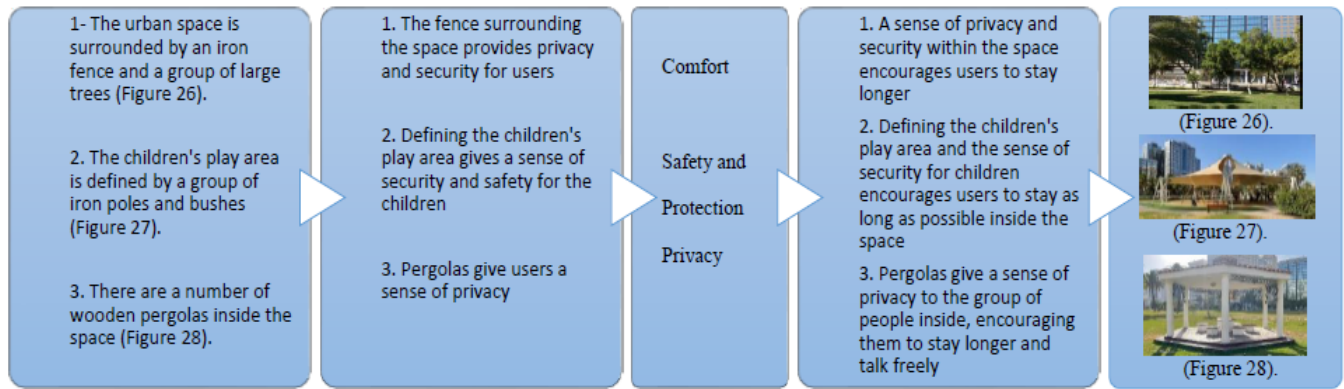 1- The urban space is
surrounded by an iron
fence and a group of large
trees (Figure 26).
2. The children's play area
is defined by a group of
iron poles and bushes
(Figure 27).
3. There are a number of
wooden pergolas inside the
space (Figure 28).
1. The fence surrounding
the space provides privacy
and security for users
2. Defining the children's
play area gives a sense of
security and safety for the
children
3. Pergolas give users a
sense of privacy
Comfort
Safety and
Protection
Privacy
1. A sense of privacy and
security within the space
encourages users to stay
longer
2. Defining the children's
play area and the sense of
security for children
encourages users to stay as
long as possible inside the
space
3. Pergolas give a sense of
privacy to the group of
people inside, encouraging
them to stay longer and
talk freely
(Figure 26).
(Figure 27).
(Figure 28).